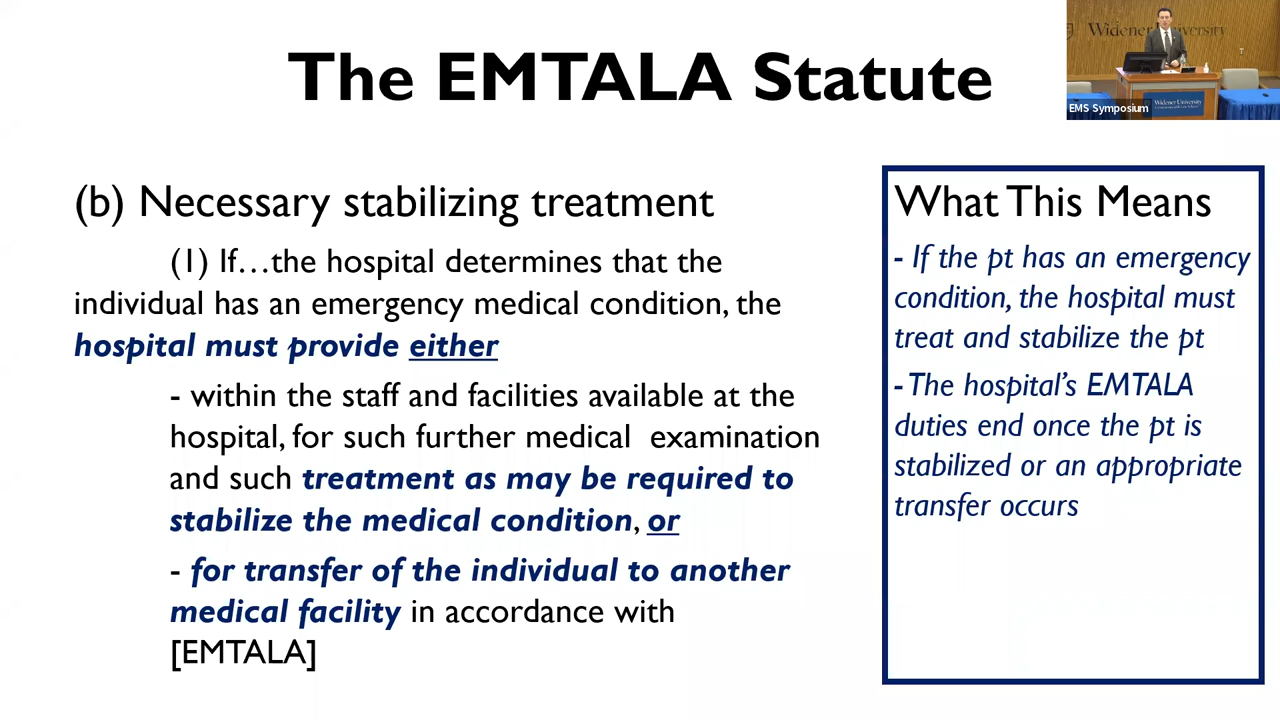 The EMTALA Statute
Widener University
EMS Symposium
Widener University
(b) Necessary stabilizing treatment
(1) If…the hospital determines that the
individual has an emergency medical condition, the
hospital must provide either
- within the staff and facilities available at the
hospital, for such further medical examination
and such treatment as may be required to
stabilize the medical condition, or
- for transfer of the individual to another
medical facility in accordance with
[EMTALA]
What This Means
- If the pt has an emergency
condition, the hospital must
treat and stabilize the pt
- The hospital's EMTALA
duties end once the pt is
stabilized or an appropriate
transfer occurs